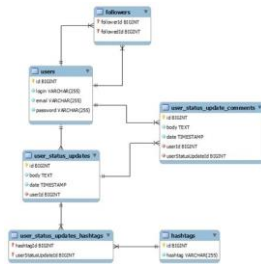 followers
followerId BIGINT
followedId BIGINT
users
id BIGINT
login VARCHAR(255)
email VARCHAR(255)
password VARCHAR(255)
user_status_update_comments
id BIGINT
body TEXT
date TIMESTAMP
userId BIGINT
userStatusUpdateId BIGINT
user_status_updates
id BIGINT
body TEXT
date TIMESTAMP
userId BIGINT
user_status_updates_hashtags
hashtagId BIGINT
userStatusUpdateId BIGINT
hashtags
id BIGINT
hashtag VARCHAR(255)